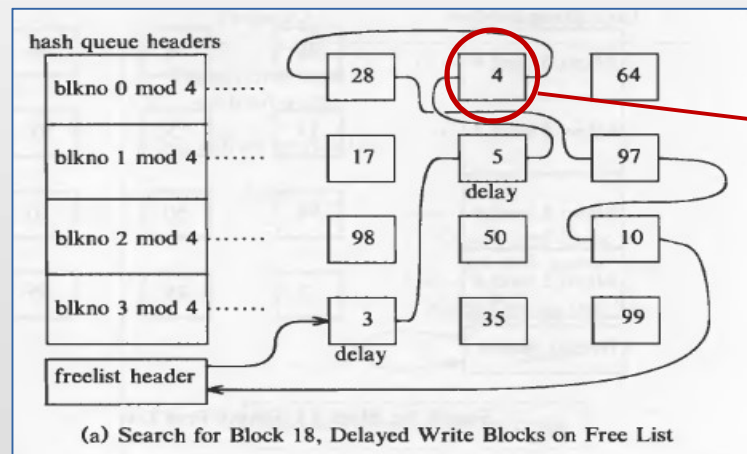 hash queue headers
blkno 0 mod 4 ...... 28 4 64
blkno 1 mod 4 ...... 17 5 97
delay
blkno 2 mod 4 ...... 98 50 10
blkno 3 mod 4 ...... 3 35 99
delay
freelist header
(a) Search for Block 18, Delayed Write Blocks on Free List